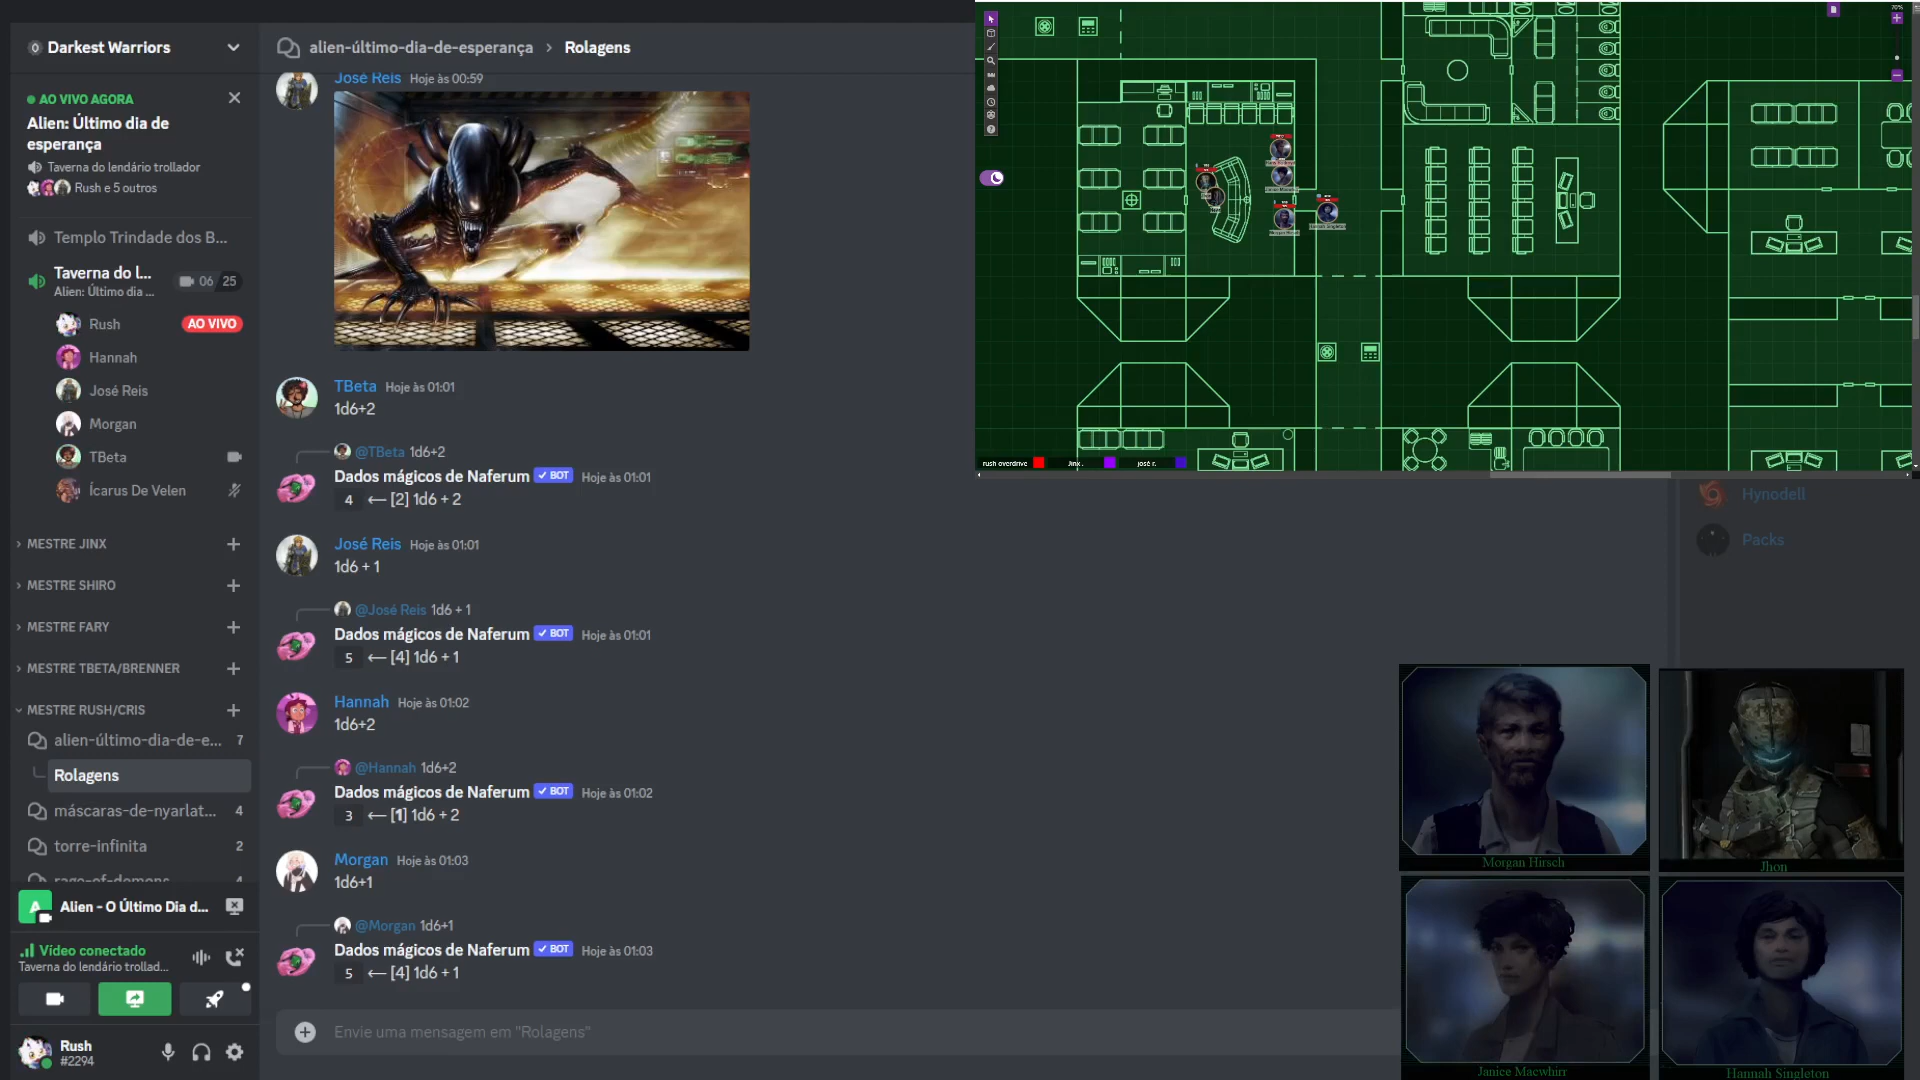 Darkest Warriors
AO VIVO AGORA
Alien: Último dia de
esperança
Taverna do lendário trollador
Rush e 5 outros
Templo Trindade dos B...
Taverna do l...
Alien: Último dia ...
06 25
Rush
AO VIVO
Hannah
José Reis
Morgan
TBeta
Ícarus De Velen
MESTRE JINX
MESTRE SHIRO
MESTRE FARY
MESTRE TBETA/BRENNER
MESTRE RUSH/CRIS
alien-último-dia-de-e... 7
Rolagens
máscaras-de-nyarlat... 4
torre-infinita 2
rage-of-demons 4
A
Alien - O Último Dia d...
Vídeo conectado
Taverna do lendário trollad...
Rush
#2294
alien-último-dia-de-esperança > Rolagens
José Reis Hoje às 00:59
TBeta Hoje às 01:01
1d6+2
@TBeta 1d6+2
Dados mágicos de Naferum BOT Hoje às 01:01
4 ⟵ [2] 1d6 + 2
José Reis Hoje às 01:01
1d6 + 1
@José Reis 1d6 + 1
Dados mágicos de Naferum BOT Hoje às 01:01
5 ⟵ [4] 1d6 + 1
Hannah Hoje às 01:02
1d6+2
@Hannah 1d6+2
Dados mágicos de Naferum BOT Hoje às 01:02
3 ⟵ [1] 1d6 + 2
Morgan Hoje às 01:03
1d6+1
@Morgan 1d6+1
Dados mágicos de Naferum BOT Hoje às 01:03
5 ⟵ [4] 1d6 + 1
Envie uma mensagem em "Rolagens"
70%
rush overdrive
Jinx .
josé r.
Hynodell
Packs
Morgan Hirsch
Jhon
Janice Macwhirr
Hannah Singleton